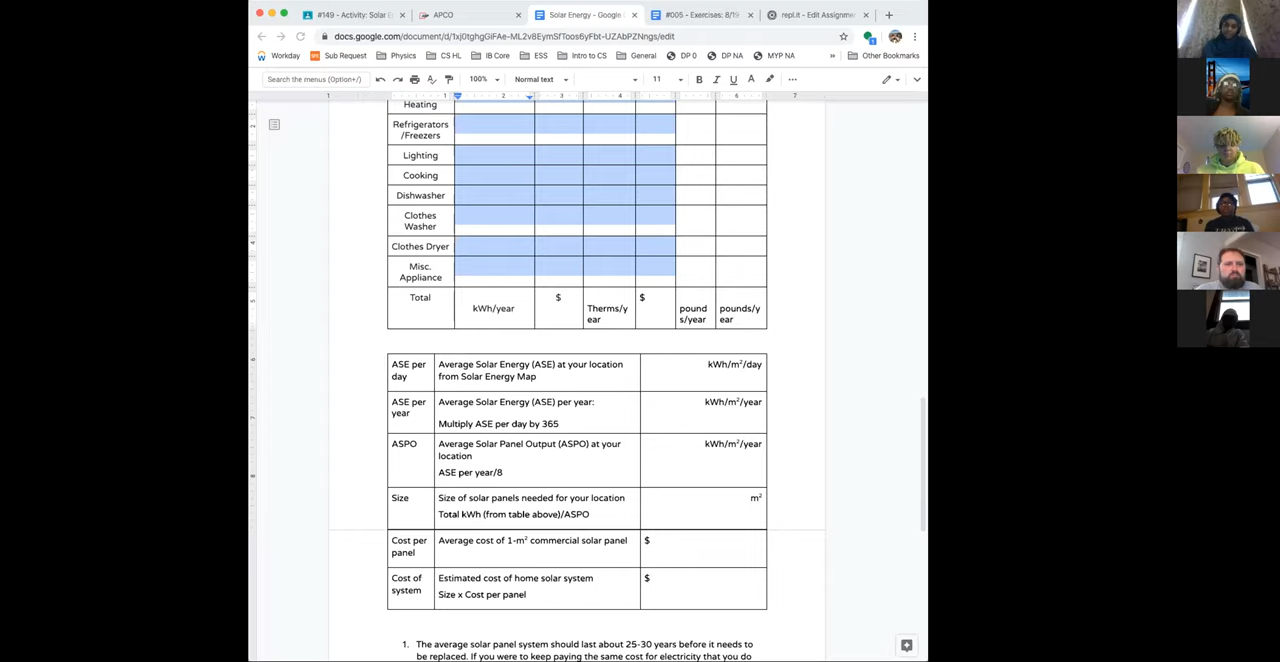 #149 - Activity: Solar E
APCO
Solar Energy - Google
#005 - Exercises: 8/19
repl.it - Edit Assignme
docs.google.com/document/d/1xj0tghgGiFAe-ML2v8EymSfToos6yFbt-UZAbPZNngs/edit
Workday
Sub Request
Physics
CS HL
IB Core
ESS
Intro to CS
General
DP 0
DP NA
MYP NA
Other Bookmarks
Search the menus (Option+/)
100%
Normal text
11
B I U A
1 1 2 3 4 6 7
Heating
Refrigerators
/Freezers
Lighting
Cooking
Dishwasher
Clothes
Washer
Clothes Dryer
Misc.
Appliance
Total
kWh/year
$
Therms/y
ear
$
pound
s/year
pounds/y
ear
ASE per
day
Average Solar Energy (ASE) at your location
from Solar Energy Map
kWh/m²/day
ASE per
year
Average Solar Energy (ASE) per year:
Multiply ASE per day by 365
kWh/m²/year
ASPO
Average Solar Panel Output (ASPO) at your
location
ASE per year/8
kWh/m²/year
Size
Size of solar panels needed for your location
Total kWh (from table above)/ASPO
m²
Cost per
panel
Average cost of 1-m² commercial solar panel
$
Cost of
system
Estimated cost of home solar system
Size x Cost per panel
$
1. The average solar panel system should last about 25-30 years before it needs to
be replaced. If you were to keep paying the same cost for electricity that you do